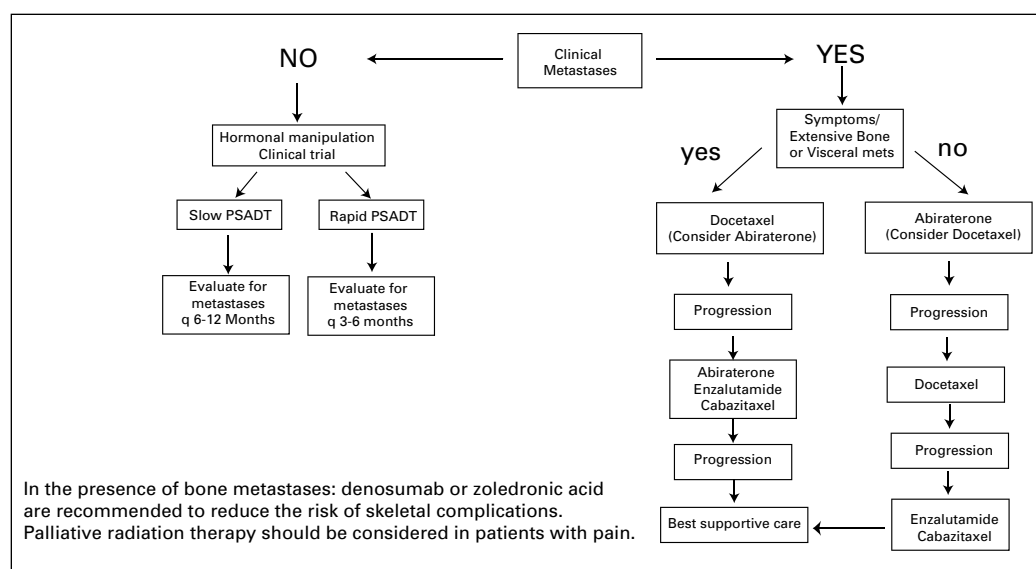 Clinical
Metastases
NO
YES
Hormonal manipulation
Clinical trial
Slow PSADT
Rapid PSADT
Evaluate for
metastases
q 6-12 Months
Evaluate for
metastases
q 3-6 months
Symptoms/
Extensive Bone
or Visceral mets
yes
no
Docetaxel
(Consider Abiraterone)
Progression
Abiraterone
Enzalutamide
Cabazitaxel
Progression
Best supportive care
Abiraterone
(Consider Docetaxel)
Progression
Docetaxel
Progression
Enzalutamide
Cabazitaxel
In the presence of bone metastases: denosumab or zoledronic acid
are recommended to reduce the risk of skeletal complications.
Palliative radiation therapy should be considered in patients with pain.